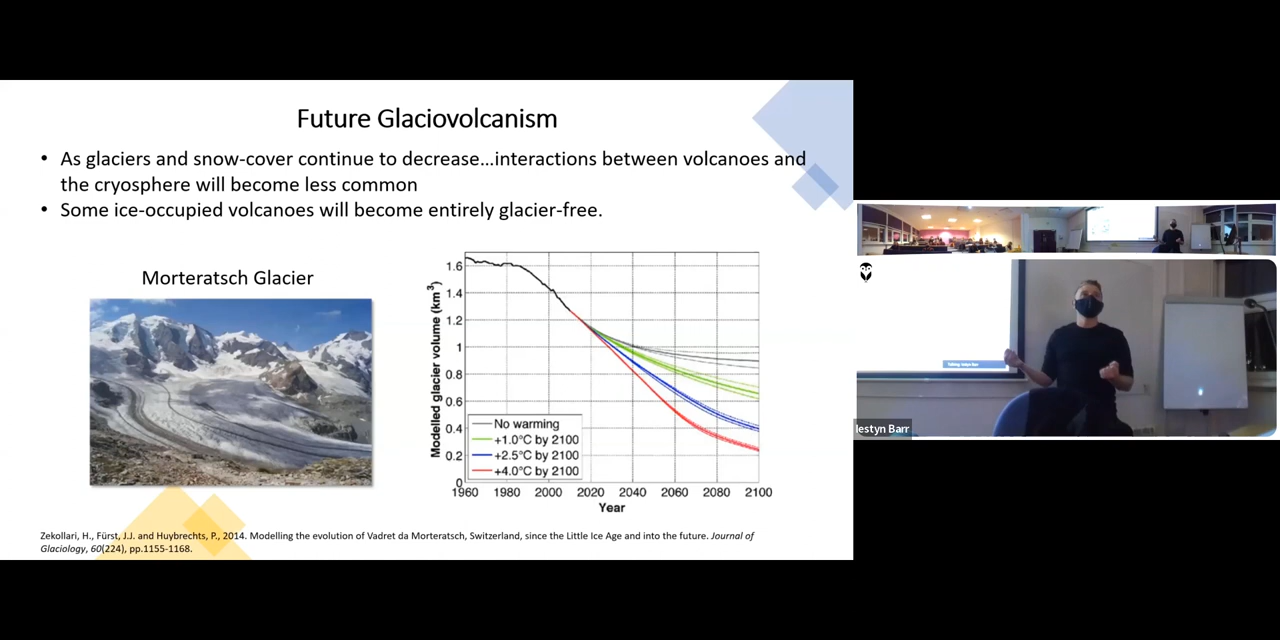 Future Glaciovolcanism
• As glaciers and snow-cover continue to decrease...interactions between volcanoes and
the cryosphere will become less common
• Some ice-occupied volcanoes will become entirely glacier-free.
Morteratsch Glacier
Modelled glacier volume (km³)
1.6
1.4
1.2
1
0.8
0.6
0.4
0.2
0
No warming
+1.0°C by 2100
+2.5°C by 2100
+4.0°C by 2100
1960 1980 2000 2020 2040 2060 2080 2100
Year
Zekollari, H., Fürst, J.J. and Huybrechts, P., 2014. Modelling the evolution of Vadret da Morteratsch, Switzerland, since the Little Ice Age and into the future. Journal of
Glaciology, 60(224), pp.1155-1168.
Iestyn Barr